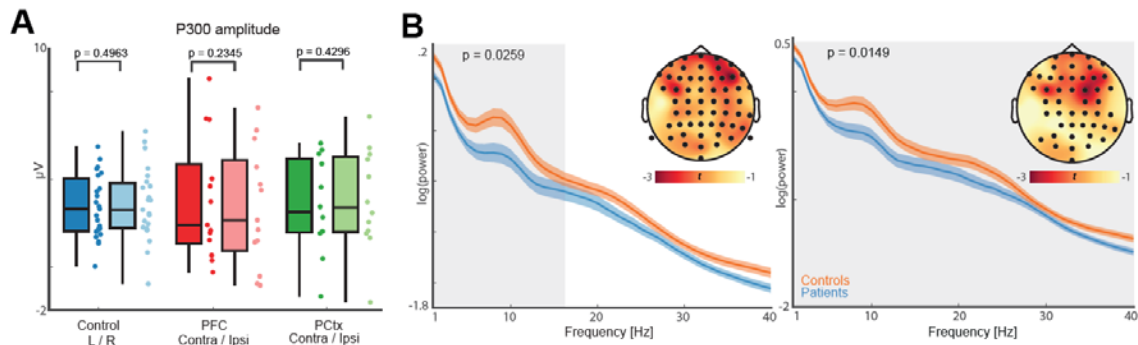 A
P300 amplitude
10
p = 0.4963
p = 0.2345
p = 0.4296
μV
-2
Control
L / R
PFC
Contra / Ipsi
PCtx
Contra / Ipsi
B
.2
p = 0.0259
-3 t -1
log(power)
-1.8
1 10 20 30 40
Frequency [Hz]
0.5
p = 0.0149
-3 t -1
log(power)
Controls
Patients
-2
1 10 20 30 40
Frequency [Hz]